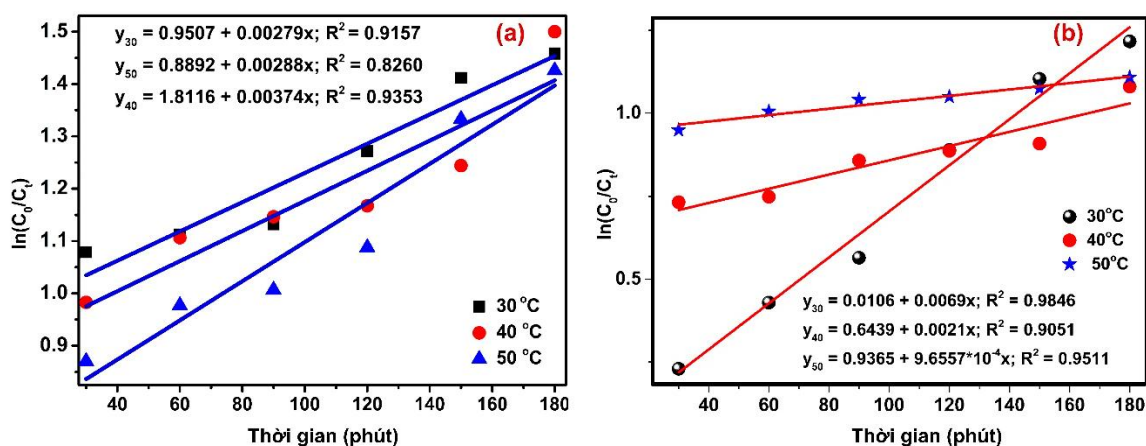 (a)
y30 = 0.9507 + 0.00279x; R2 = 0.9157
y50 = 0.8892 + 0.00288x; R2 = 0.8260
y40 = 1.8116 + 0.00374x; R2 = 0.9353
1.5
1.4
1.3
1.2
1.1
1.0
0.9
ln(C0/Ct)
30 °C
40 °C
50 °C
40 60 80 100 120 140 160 180
Thời gian (phút)
(b)
1.0
0.5
ln(C0/Ct)
30°C
40°C
50°C
y30 = 0.0106 + 0.0069x; R2 = 0.9846
y40 = 0.6439 + 0.0021x; R2 = 0.9051
y50 = 0.9365 + 9.6557*10-4x; R2 = 0.9511
40 60 80 100 120 140 160 180
Thời gian (phút)